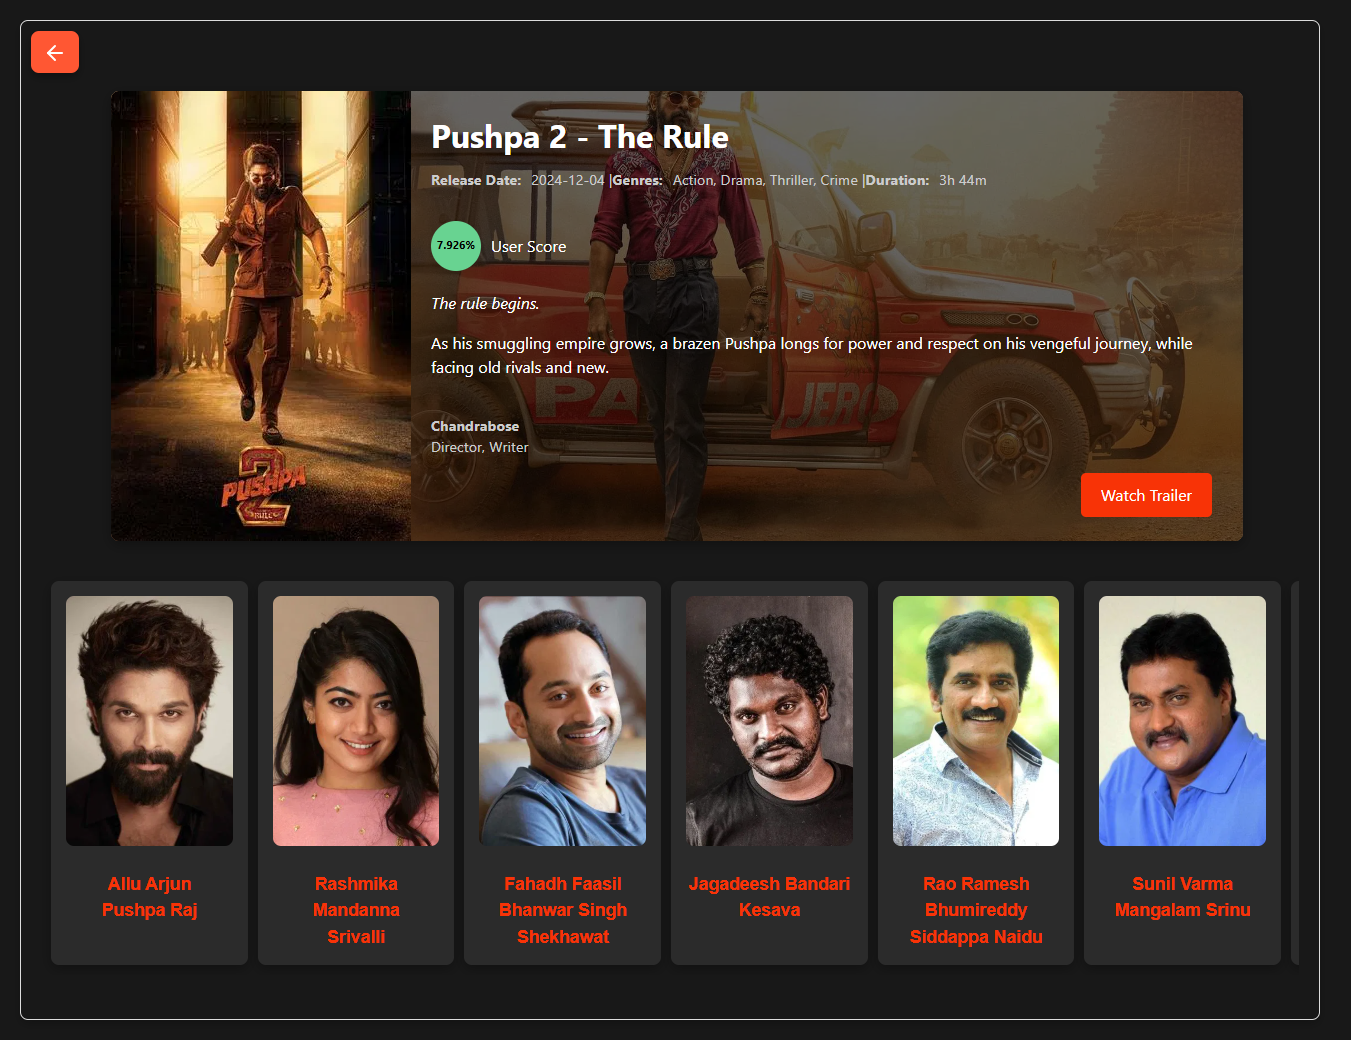 Pushpa 2 - The Rule
Release Date: 2024-12-04 |Genres: Action, Drama, Thriller, Crime |Duration: 3h 44m
7.926% User Score
The rule begins.
As his smuggling empire grows, a brazen Pushpa longs for power and respect on his vengeful journey, while
facing old rivals and new.
PA JERO
Chandrabose
Director, Writer
PUSHPA
2
RULE
Watch Trailer
Allu Arjun
Pushpa Raj
Rashmika
Mandanna
Srivalli
Fahadh Faasil
Bhanwar Singh
Shekhawat
Jagadeesh Bandari
Kesava
Rao Ramesh
Bhumireddy
Siddappa Naidu
Sunil Varma
Mangalam Srinu